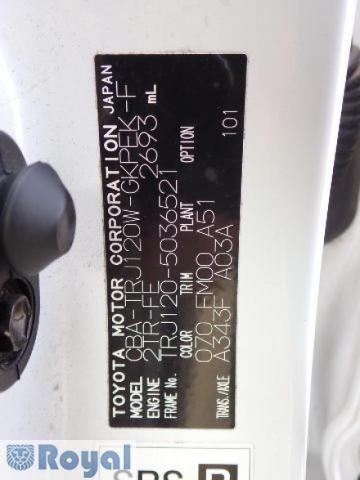 TOYOTA MOTOR CORPORATION JAPAN
MODEL CBA-TRJ120W-GKPEK-F
ENGINE 2TR-FE 2693 mL
FRAME No. TRJ120-5036521
COLOR TRIM PLANT OPTION
070 FM00 A51 101
TRANS./AXLE A343F A03A
SRS
Royal